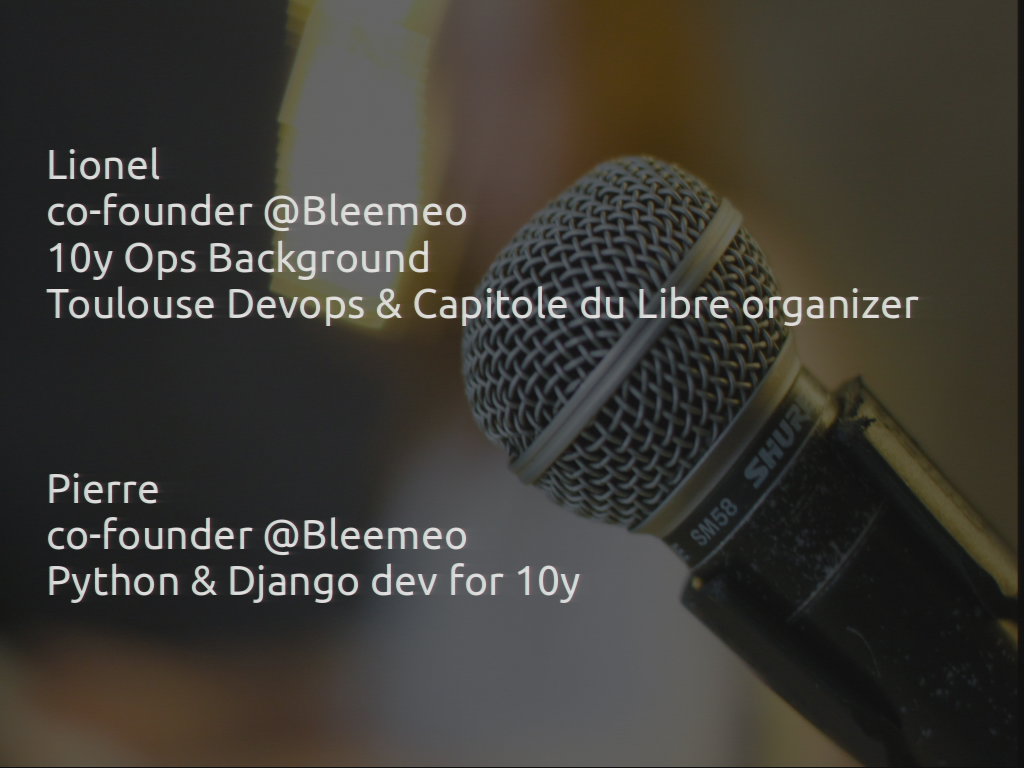 Lionel
co-founder @Bleemeo
10y Ops Background
Toulouse Devops & Capitole du Libre organizer
Pierre
co-founder @Bleemeo
Python & Django dev for 10y
SHUR
SM58